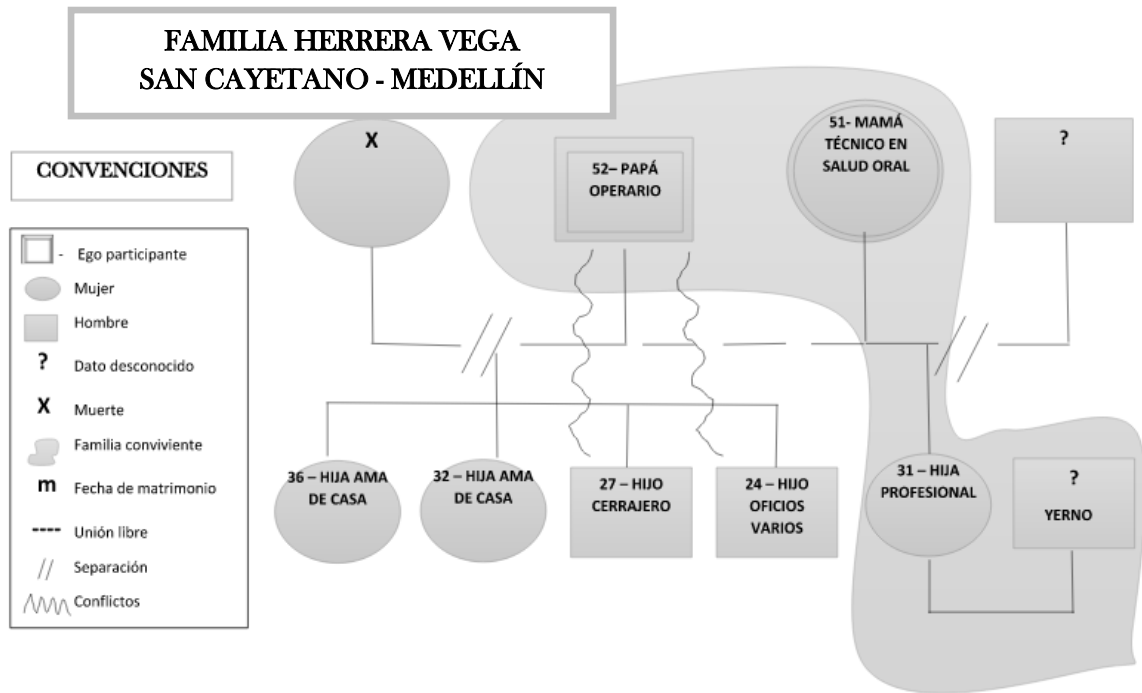 FAMILIA HERRERA VEGA
SAN CAYETANO - MEDELLÍN
CONVENCIONES
- Ego participante
Mujer
Hombre
? Dato desconocido
X Muerte
Familia conviviente
m Fecha de matrimonio
---- Unión libre
// Separación
Conflictos
X
52– PAPÁ
OPERARIO
51- MAMÁ
TÉCNICO EN
SALUD ORAL
?
36 – HIJA AMA
DE CASA
32 – HIJA AMA
DE CASA
27 – HIJO
CERRAJERO
24 – HIJO
OFICIOS
VARIOS
31 – HIJA
PROFESIONAL
?
YERNO